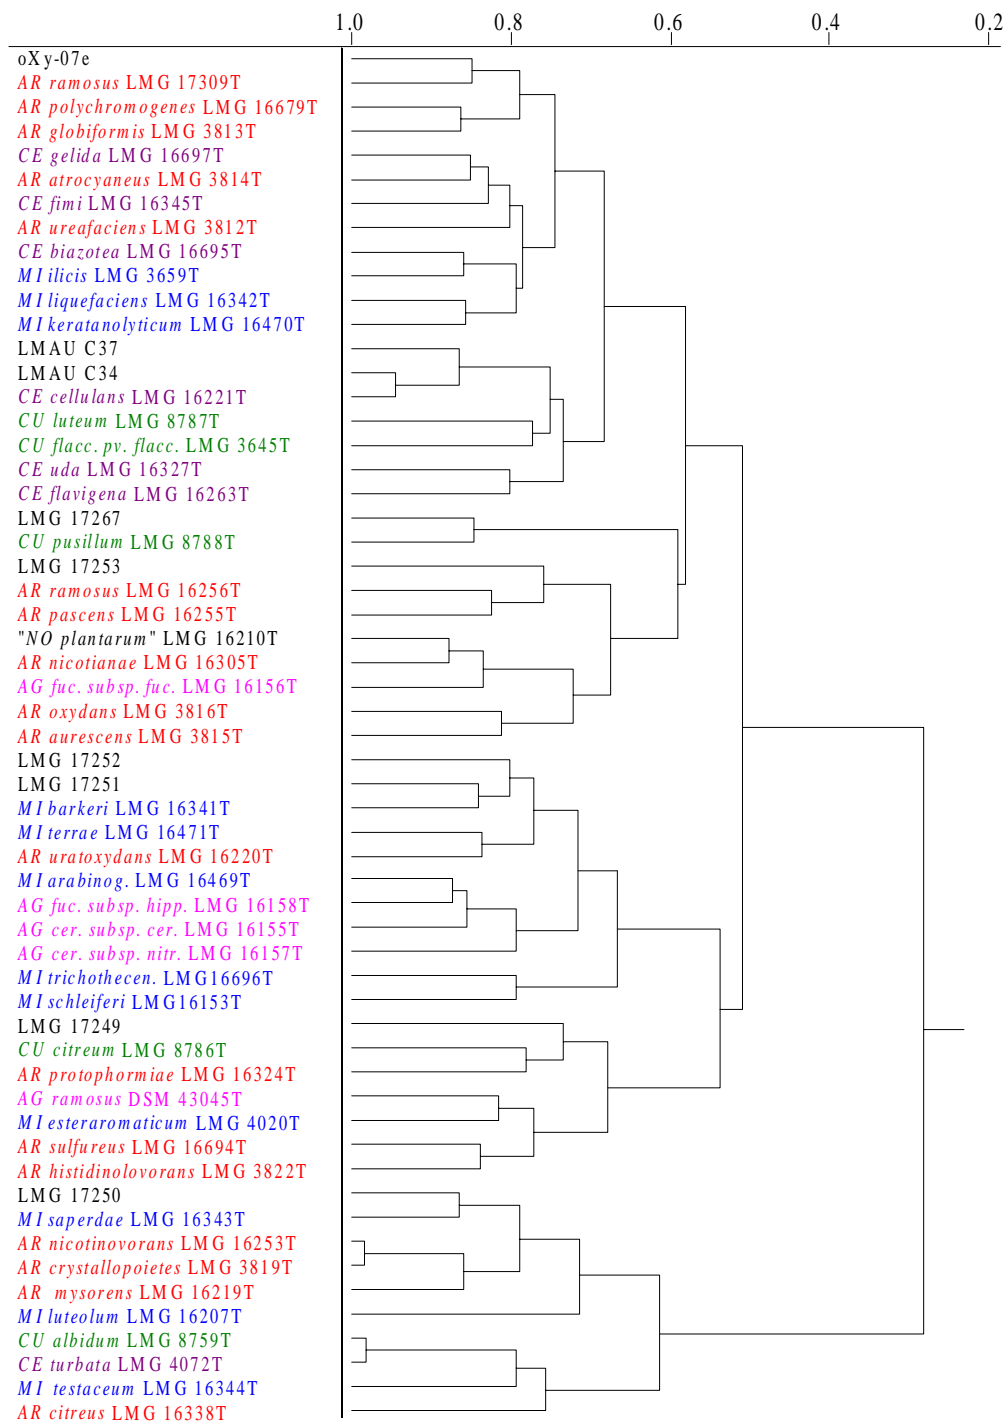 1.0 0.8 0.6 0.4 0.2
oXy-07e
AR ramosus LMG 17309T
AR polychromogenes LMG 16679T
AR globiformis LMG 3813T
CE gelida LMG 16697T
AR atrocyaneus LMG 3814T
CE fimi LMG 16345T
AR ureafaciens LMG 3812T
CE biazotea LMG 16695T
MI ilicis LMG 3659T
MI liquefaciens LMG 16342T
MI keratanolyticum LMG 16470T
LMAU C37
LMAU C34
CE cellulans LMG 16221T
CU luteum LMG 8787T
CU flacc. pv. flacc. LMG 3645T
CE uda LMG 16327T
CE flavigena LMG 16263T
LMG 17267
CU pusillum LMG 8788T
LMG 17253
AR ramosus LMG 16256T
AR pascens LMG 16255T
"NO plantarum" LMG 16210T
AR nicotianae LMG 16305T
AG fuc. subsp. fuc. LMG 16156T
AR oxydans LMG 3816T
AR aurescens LMG 3815T
LMG 17252
LMG 17251
MI barkeri LMG 16341T
MI terrae LMG 16471T
AR uratoxydans LMG 16220T
MI arabinog. LMG 16469T
AG fuc. subsp. hipp. LMG 16158T
AG cer. subsp. cer. LMG 16155T
AG cer. subsp. nitr. LMG 16157T
MI trichothecen. LMG16696T
MI schleiferi LMG16153T
LMG 17249
CU citreum LMG 8786T
AR protophormiae LMG 16324T
AG ramosus DSM 43045T
MI esteraromaticum LMG 4020T
AR sulfureus LMG 16694T
AR histidinolovorans LMG 3822T
LMG 17250
MI saperdae LMG 16343T
AR nicotinovorans LMG 16253T
AR crystallopoietes LMG 3819T
AR mysorens LMG 16219T
MI luteolum LMG 16207T
CU albidum LMG 8759T
CE turbata LMG 4072T
MI testaceum LMG 16344T
AR citreus LMG 16338T